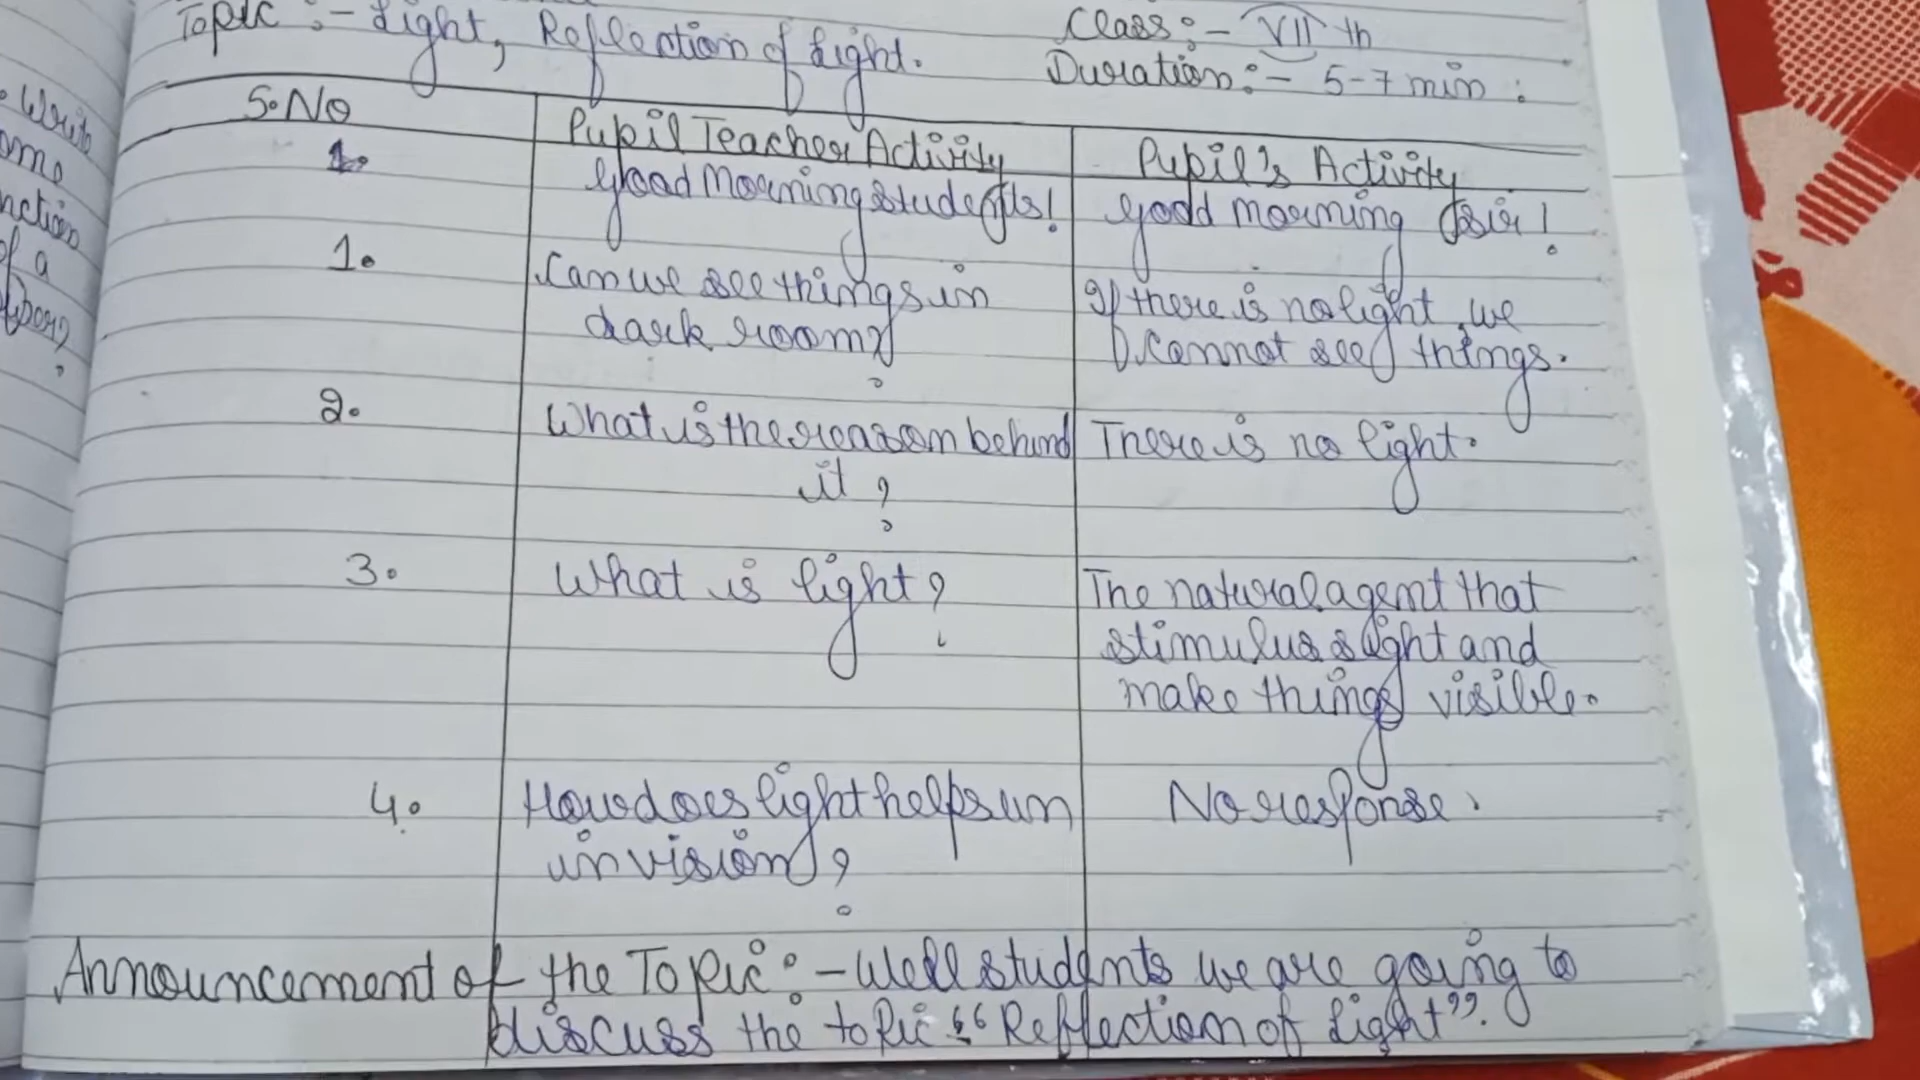 Topic :- Light, Reflection of Light.
Class:- VII th
Duration:- 5-7 min :
S.No
Pupil Teacher Activity
Pupil's Activity
1.
Good Morning students!
Good morning sir!
1.
Can we see things in
dark room?
If there is no light, we
cannot see things.
2.
What is the reason behind
it ?
There is no light.
3.
What is light?
The natural agent that
stimulus sight and
make things visible.
4.
How does light helps un
in vision?
No response.
Announcement of the Topic:- Well students we are going to
discuss the topic "Reflection of Light".
Write
of a